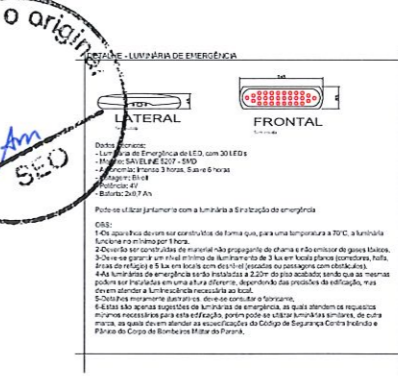 o origina
DETALHE - LUMINÁRIA DE EMERGÊNCIA
LATERAL
FRONTAL
SEO
Dados técnicos:
- Luminária de Emergência de LED, com 30 LEDs
- Modelo: SAVELINE 5207 - SMD
- Autonomia: Intenso 3 horas, Suave 6 horas
- Voltagem: Bivolt
- Potência: 4V
- Bateria: 2x0,7 Ah
Pode-se utilizar juntamente com a luminária a Sinalização de emergência
OBS:
1-Os aparelhos devem ser construídos de forma que, para uma temperatura a 70°C, a luminária
funcione no mínimo por 1 hora.
2-Deverão ser construídas de material não propagante de chama e não emissor de gases tóxicos.
3-Deve-se garantir um nível mínimo de iluminamento de 3 lux em locais planos (corredores, halls,
áreas de refúgio) e 5 lux em locais com desnível (escadas ou passagens com obstáculos).
4-As luminárias de emergência serão instaladas a 2,20m do piso acabado; sendo que as mesmas
podem ser instaladas em uma altura diferente, dependendo das precisões da edificação, mas
devem atender a luminescência necessária ao local.
5-Detalhes meramente ilustrativos, deve-se consultar o fabricante.
6-Estas são apenas sugestões de luminárias de emergência, as quais atendem os requisitos
mínimos necessários para esta edificação, porém pode-se utilizar luminárias similares, de outra
marca, as quais devem atender as especificações do Código de Segurança Contra Incêndio e
Pânico do Corpo de Bombeiros Militar do Paraná.